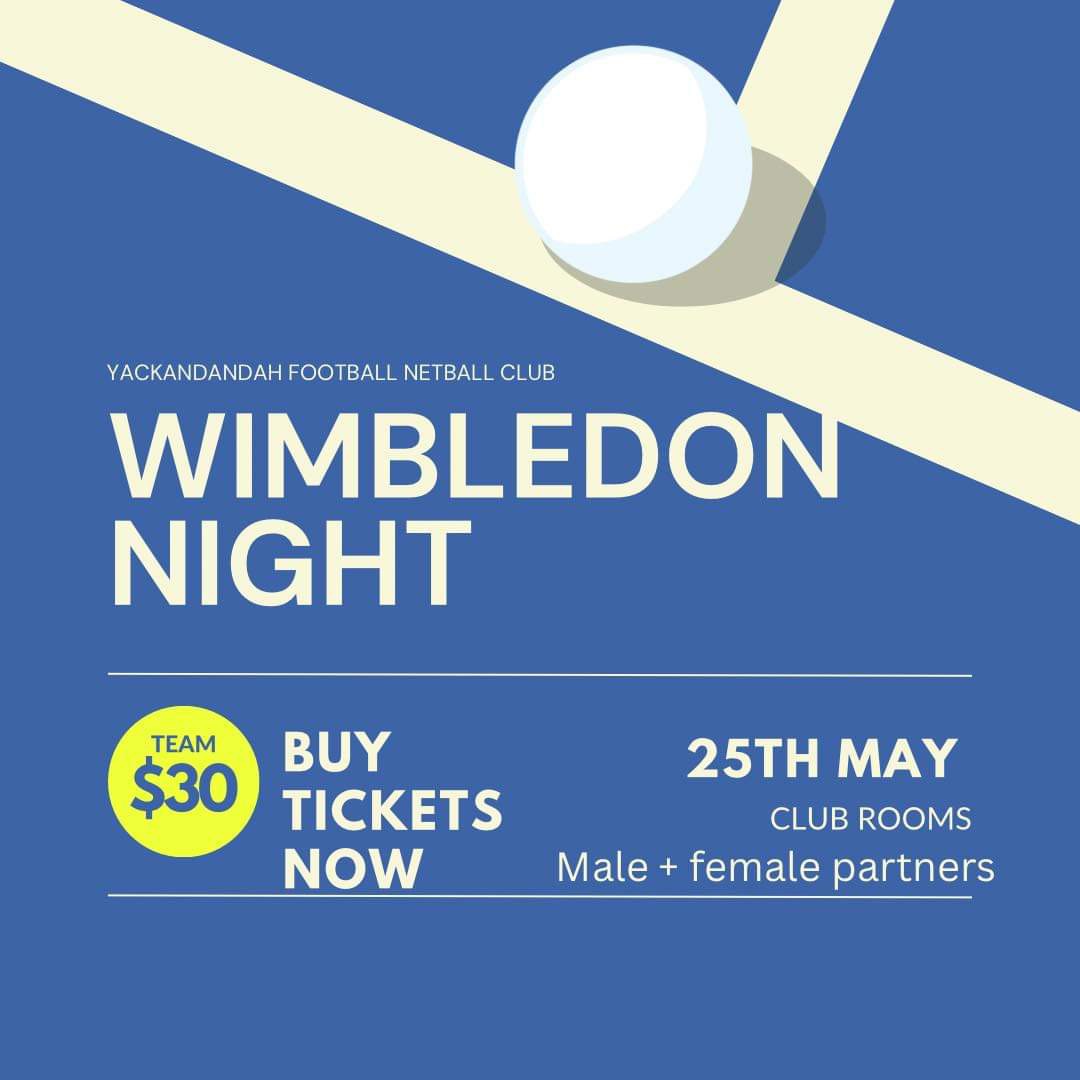 YACKANDANDAH FOOTBALL NETBALL CLUB
WIMBLEDON
NIGHT
TEAM
$30
BUY
TICKETS
NOW
25TH MAY
CLUB ROOMS
Male + female partners